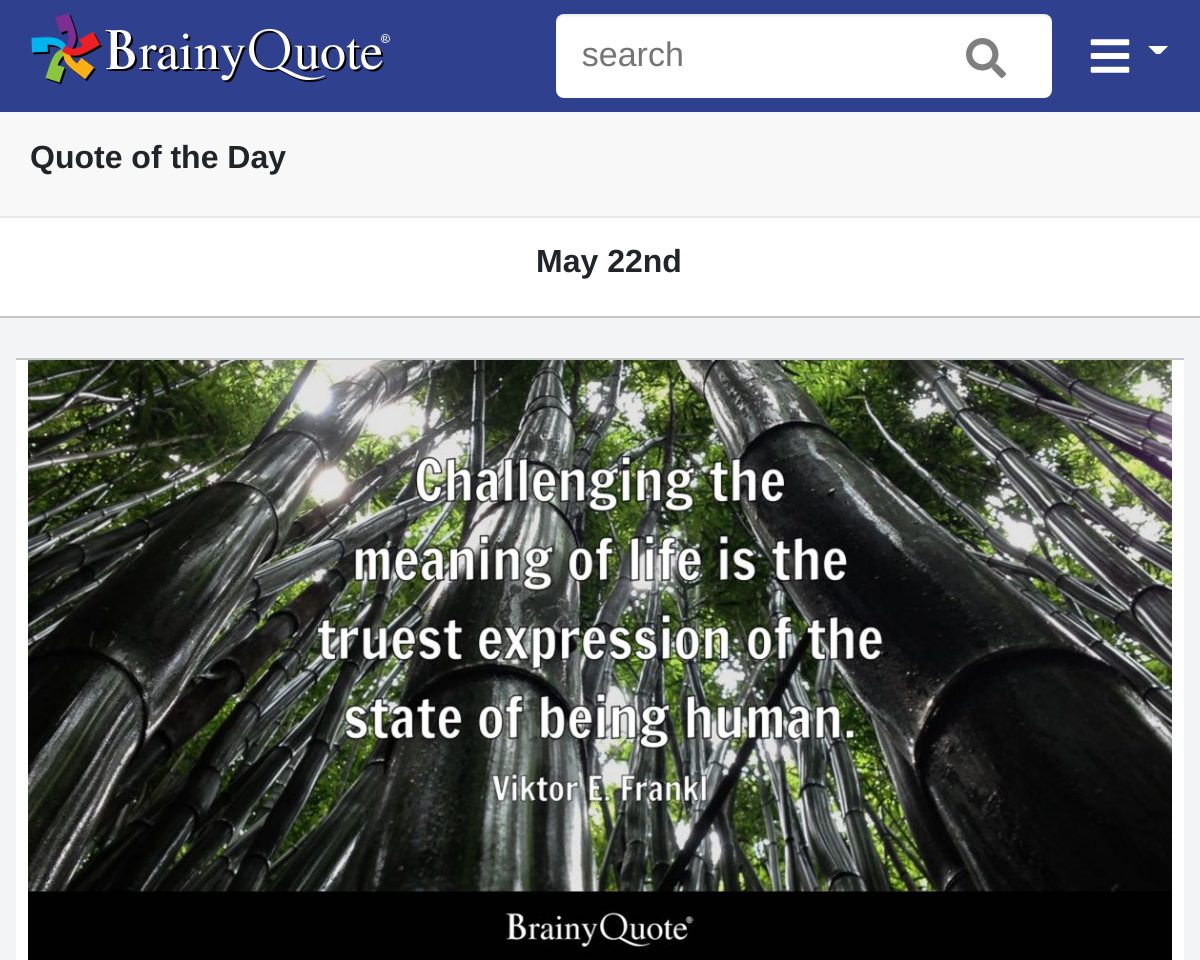 BrainyQuote®
search
Quote of the Day
May 22nd
Challenging the
meaning of life is the
truest expression of the
state of being human.
Viktor E. Frankl
BrainyQuote®